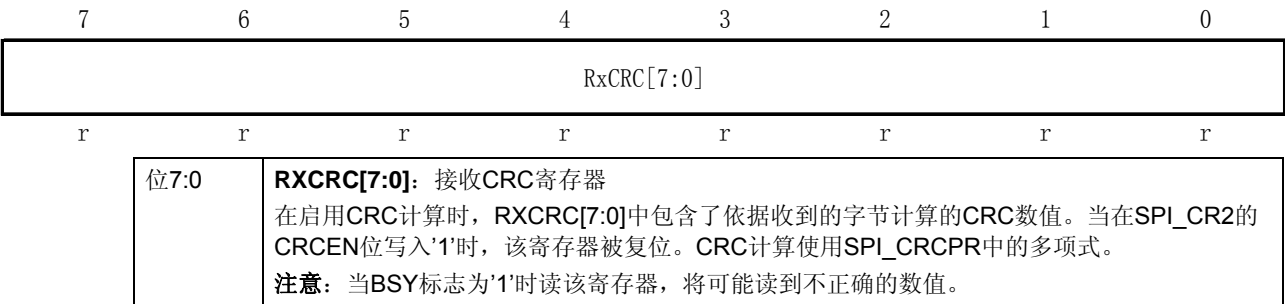 7 6 5 4 3 2 1 0
RxCRC[7:0]
r r r r r r r r
位7:0 RXCRC[7:0]：接收CRC寄存器
在启用CRC计算时，RXCRC[7:0]中包含了依据收到的字节计算的CRC数值。当在SPI_CR2的
CRCEN位写入'1'时，该寄存器被复位。CRC计算使用SPI_CRCPR中的多项式。
注意：当BSY标志为'1'时读该寄存器，将可能读到不正确的数值。